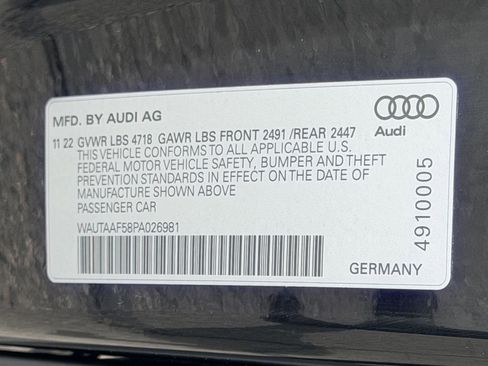 MFD. BY AUDI AG
11 22 GVWR LBS 4718 GAWR LBS FRONT 2491 /REAR 2447
THIS VEHICLE CONFORMS TO ALL APPLICABLE U.S.
FEDERAL MOTOR VEHICLE SAFETY, BUMPER AND THEFT
PREVENTION STANDARDS IN EFFECT ON THE DATE OF
MANUFACTURE SHOWN ABOVE
PASSENGER CAR
WAUTAAF58PA026981
Audi
4910005
GERMANY